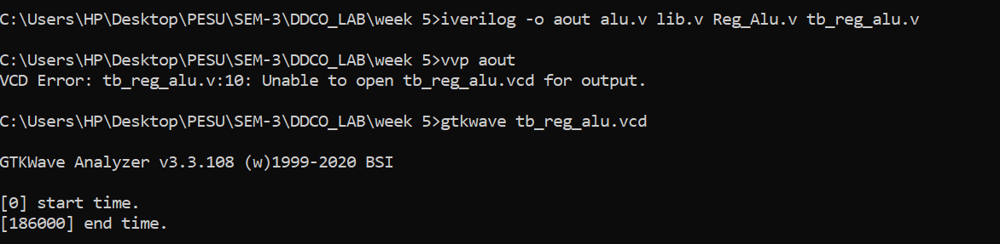 C:\Users\HP\Desktop\PESU\SEM-3\DDCO_LAB\week 5>iverilog -o aout alu.v lib.v Reg_Alu.v tb_reg_alu.v
C:\Users\HP\Desktop\PESU\SEM-3\DDCO_LAB\week 5>vvp aout
VCD Error: tb_reg_alu.v:10: Unable to open tb_reg_alu.vcd for output.
C:\Users\HP\Desktop\PESU\SEM-3\DDCO_LAB\week 5>gtkwave tb_reg_alu.vcd
GTKWave Analyzer v3.3.108 (w)1999-2020 BSI
[0] start time.
[186000] end time.